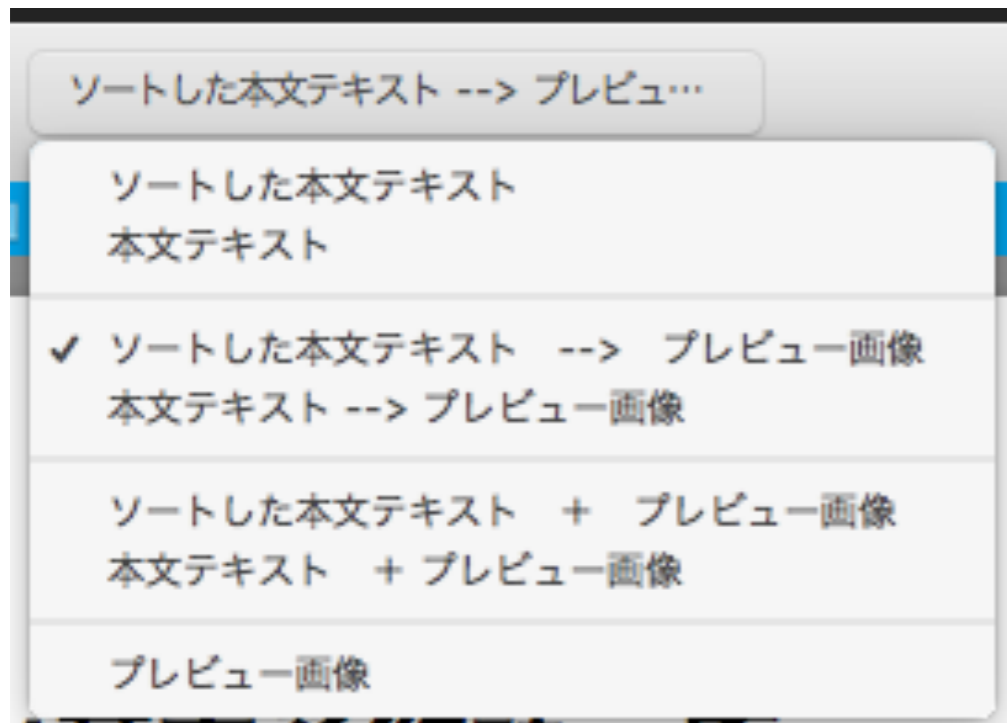 ソートした本文テキスト --> プレビュ…
ソートした本文テキスト
本文テキスト
✓ ソートした本文テキスト　-->　プレビュー画像
本文テキスト --> プレビュー画像
ソートした本文テキスト　+　プレビュー画像
本文テキスト　+ プレビュー画像
プレビュー画像